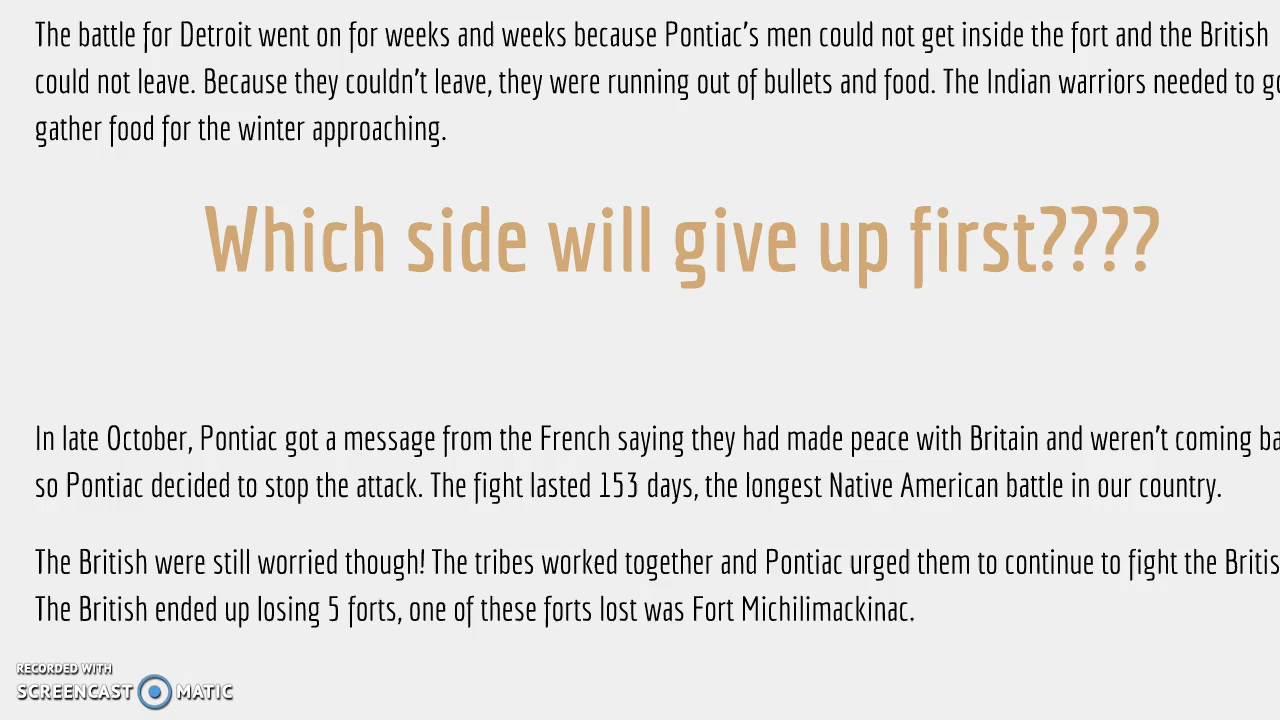 The battle for Detroit went on for weeks and weeks because Pontiac's men could not get inside the fort and the British
could not leave. Because they couldn't leave, they were running out of bullets and food. The Indian warriors needed to
gather food for the winter approaching.
Which side will give up first????
In late October, Pontiac got a message from the French saying they had made peace with Britain and weren't coming
so Pontiac decided to stop the attack. The fight lasted 153 days, the longest Native American battle in our country.
The British were still worried though! The tribes worked together and Pontiac urged them to continue to fight the
The British ended up losing 5 forts, one of these forts lost was Fort Michilimackinac.
RECORDED WITH
SCREENCAST MATIC